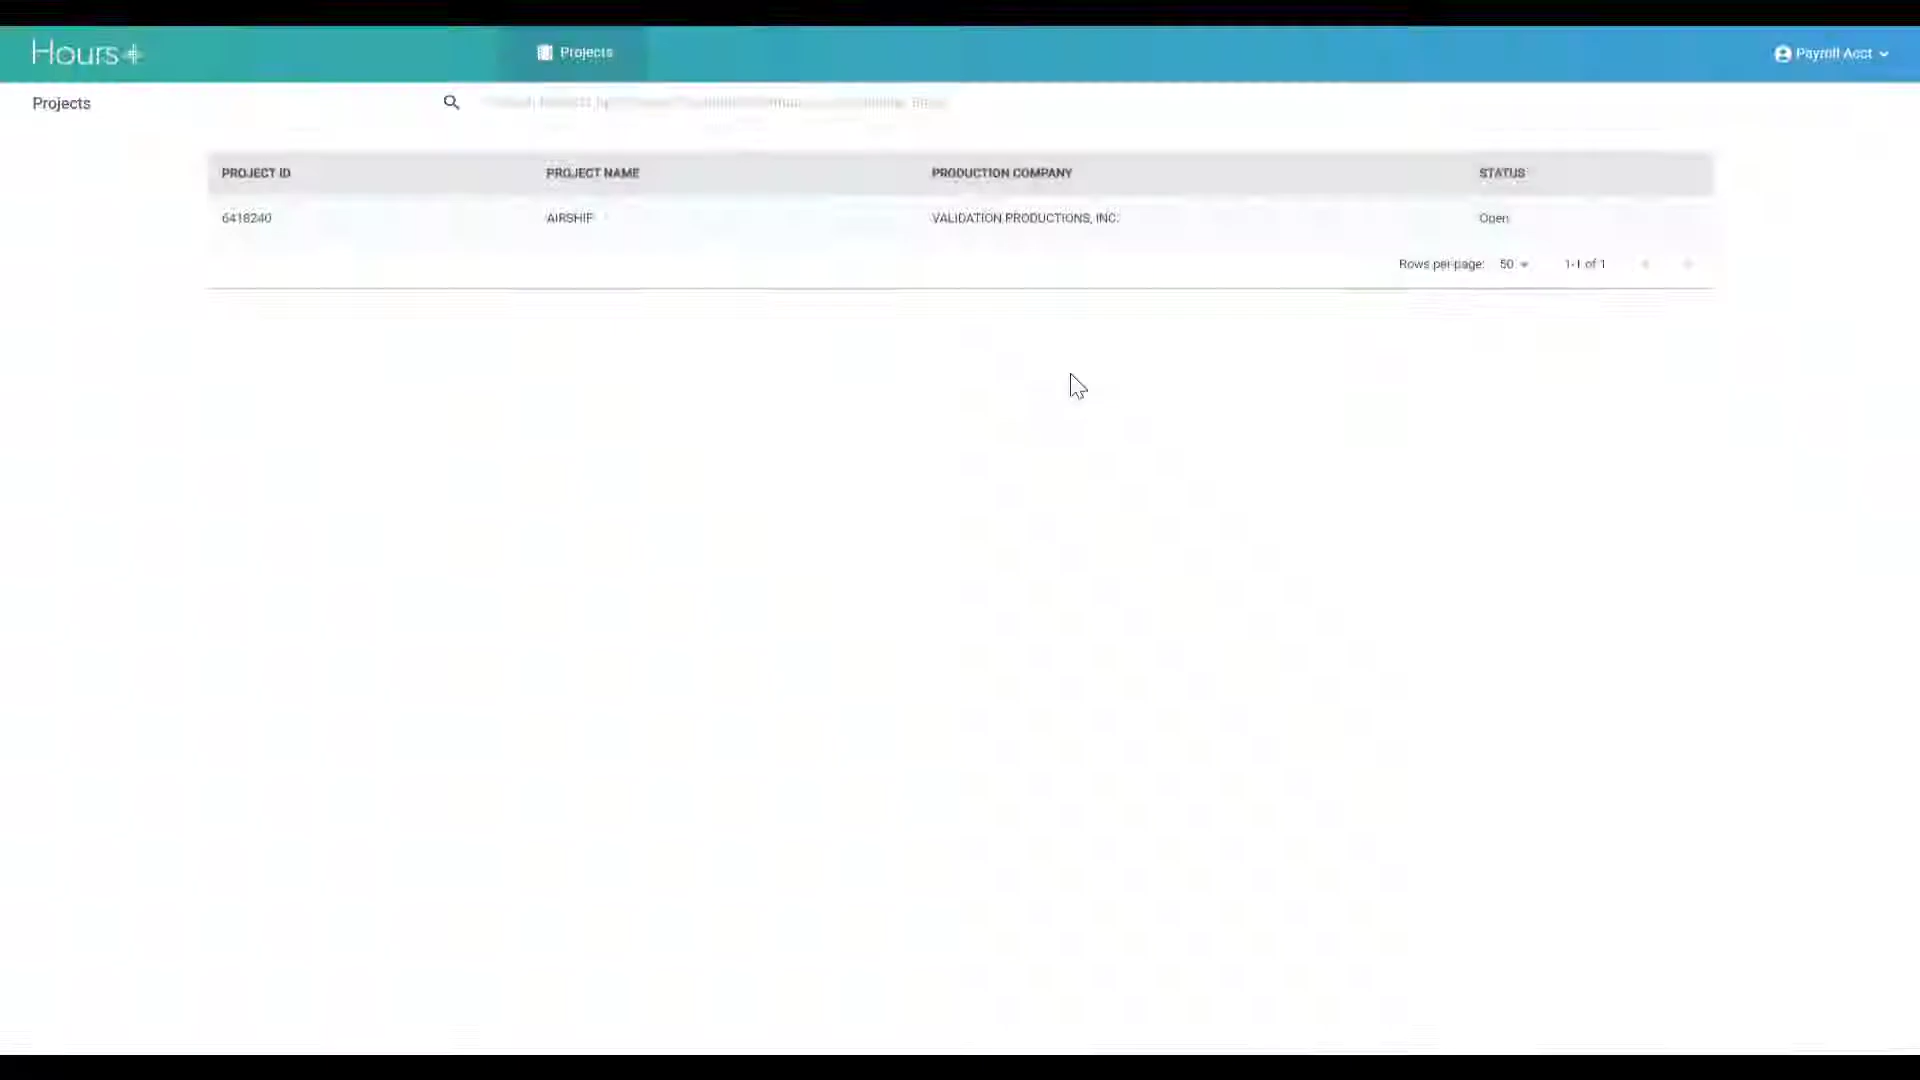 Hours+
Projects
Payroll Acct
Projects
PROJECT ID PROJECT NAME PRODUCTION COMPANY STATUS
6418240 AIRSHIP VALIDATION PRODUCTIONS, INC. Open
Rows per page: 50 1-1 of 1